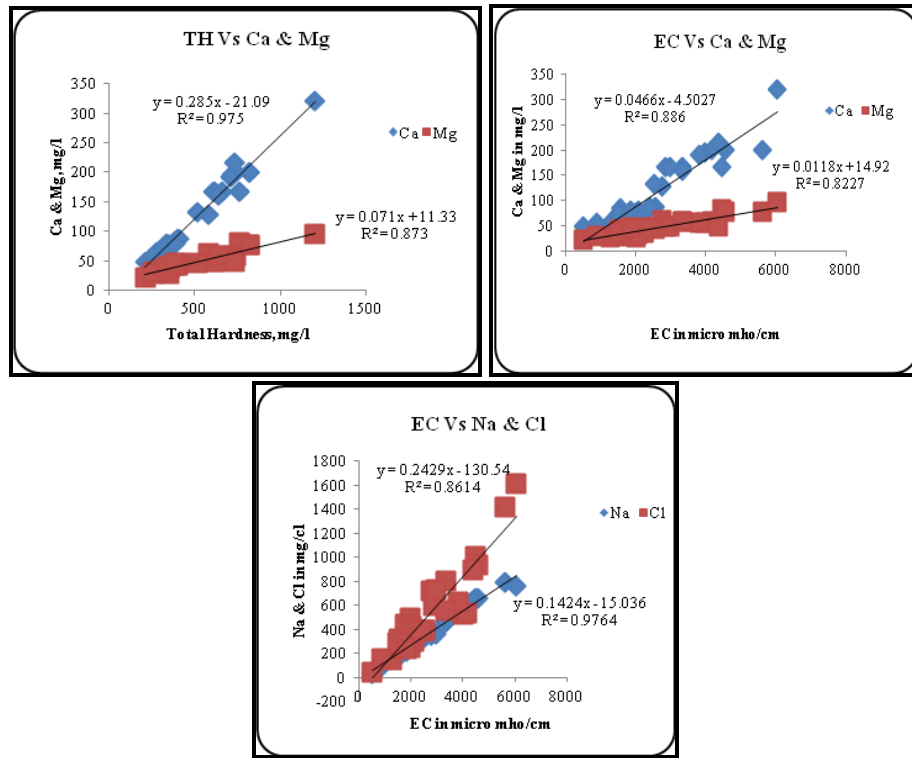 TH Vs Ca & Mg
350
300
250
200
150
100
50
0
500
1000
1500
y = 0.285x - 21.09
R² = 0.975
Ca Mg
y = 0.071x + 11.33
R² = 0.873
Ca & Mg, mg/l
Total Hardness, mg/l
EC Vs Ca & Mg
350
300
250
200
150
100
50
0
0
2000
4000
6000
8000
y = 0.0466x - 4.5027
R² = 0.886
Ca Mg
y = 0.0118x + 14.92
R² = 0.8227
Ca & Mg in mg/l
EC in micro mho/cm
EC Vs Na & Cl
1800
1600
1400
1200
1000
800
600
400
200
0
-200
0
2000
4000
6000
8000
y = 0.2429x - 130.54
R² = 0.8614
Na Cl
y = 0.1424x - 15.036
R² = 0.9764
Na & Cl in mg/cl
EC in micro mho/cm